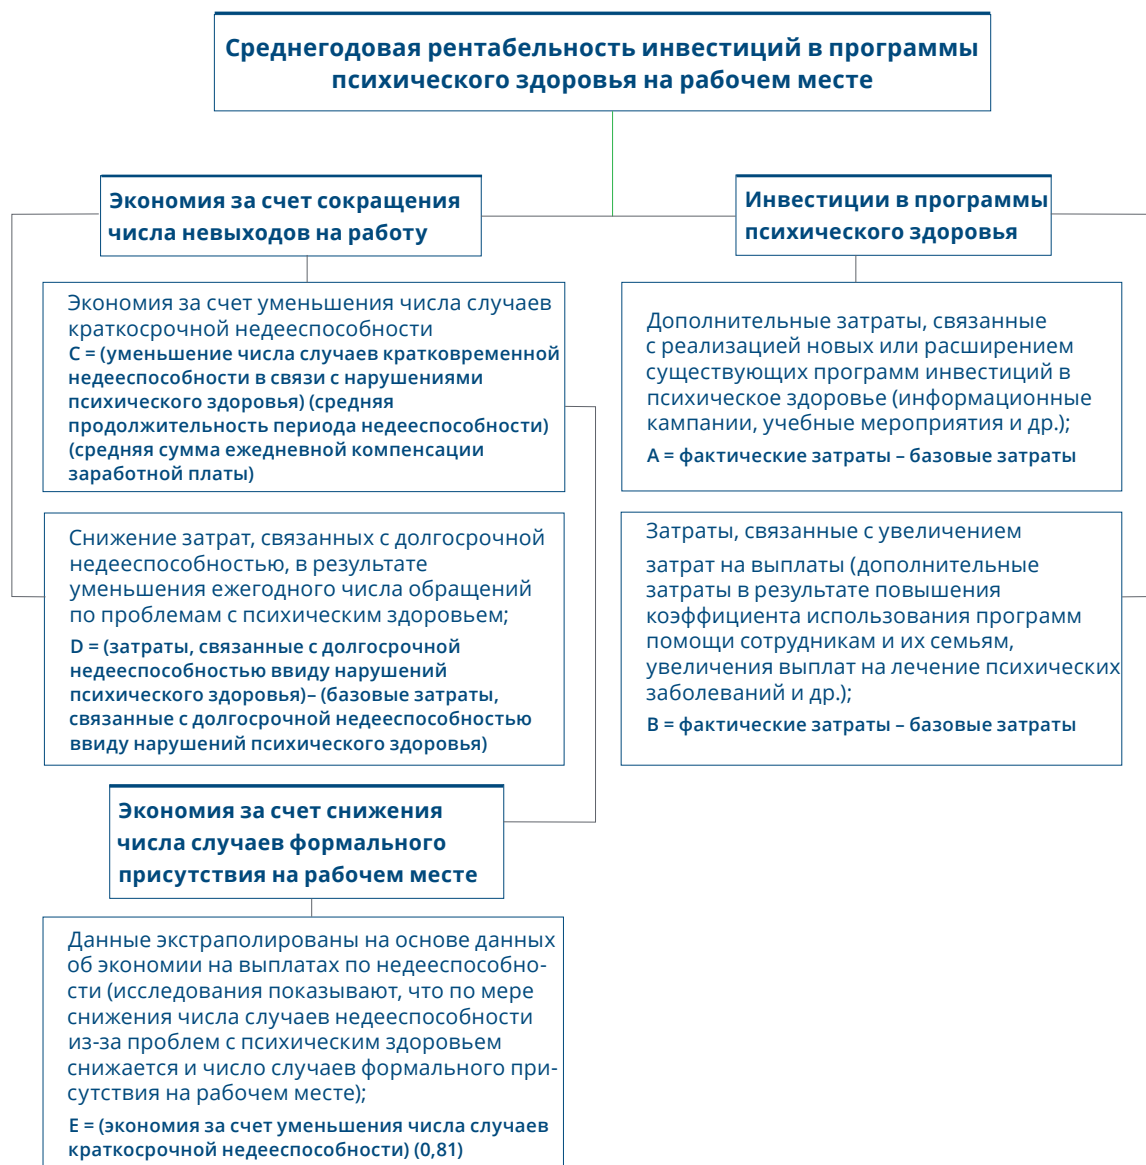 Среднегодовая рентабельность инвестиций в программы
психического здоровья на рабочем месте
Экономия за счет сокращения
числа невыходов на работу
Экономия за счет уменьшения числа случаев
краткосрочной недееспособности
C = (уменьшение числа случаев кратковременной
недееспособности в связи с нарушениями
психического здоровья) (средняя
продолжительность периода недееспособности)
(средняя сумма ежедневной компенсации
заработной платы)
Снижение затрат, связанных с долгосрочной
недееспособностью, в результате
уменьшения ежегодного числа обращений
по проблемам с психическим здоровьем;
D = (затраты, связанные с долгосрочной
недееспособностью ввиду нарушений
психического здоровья)– (базовые затраты,
связанные с долгосрочной недееспособностью
ввиду нарушений психического здоровья)
Экономия за счет снижения
числа случаев формального
присутствия на рабочем месте
Данные экстраполированы на основе данных
об экономии на выплатах по недееспособно-
сти (исследования показывают, что по мере
снижения числа случаев недееспособности
из-за проблем с психическим здоровьем
снижается и число случаев формального при-
сутствия на рабочем месте);
E = (экономия за счет уменьшения числа случаев
краткосрочной недееспособности) (0,81)
Инвестиции в программы
психического здоровья
Дополнительные затраты, связанные
с реализацией новых или расширением
существующих программ инвестиций в
психическое здоровье (информационные
кампании, учебные мероприятия и др.);
A = фактические затраты – базовые затраты
Затраты, связанные с увеличением
затрат на выплаты (дополнительные
затраты в результате повышения
коэффициента использования программ
помощи сотрудникам и их семьям,
увеличения выплат на лечение психических
заболеваний и др.);
B = фактические затраты – базовые затраты